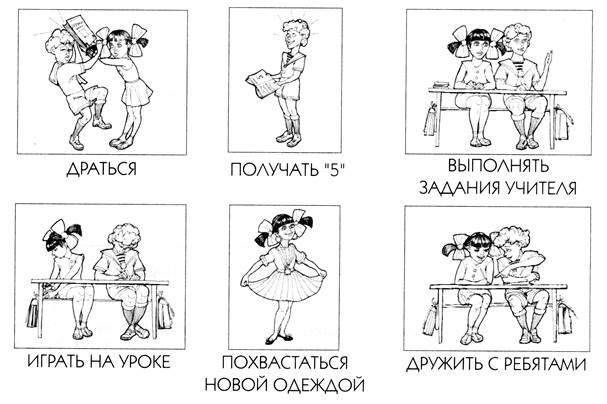 ДРАТЬСЯ
ПОЛУЧАТЬ "5"
ВЫПОЛНЯТЬ
ЗАДАНИЯ УЧИТЕЛЯ
ИГРАТЬ НА УРОКЕ
ПОХВАСТАТЬСЯ
НОВОЙ ОДЕЖДОЙ
ДРУЖИТЬ С РЕБЯТАМИ